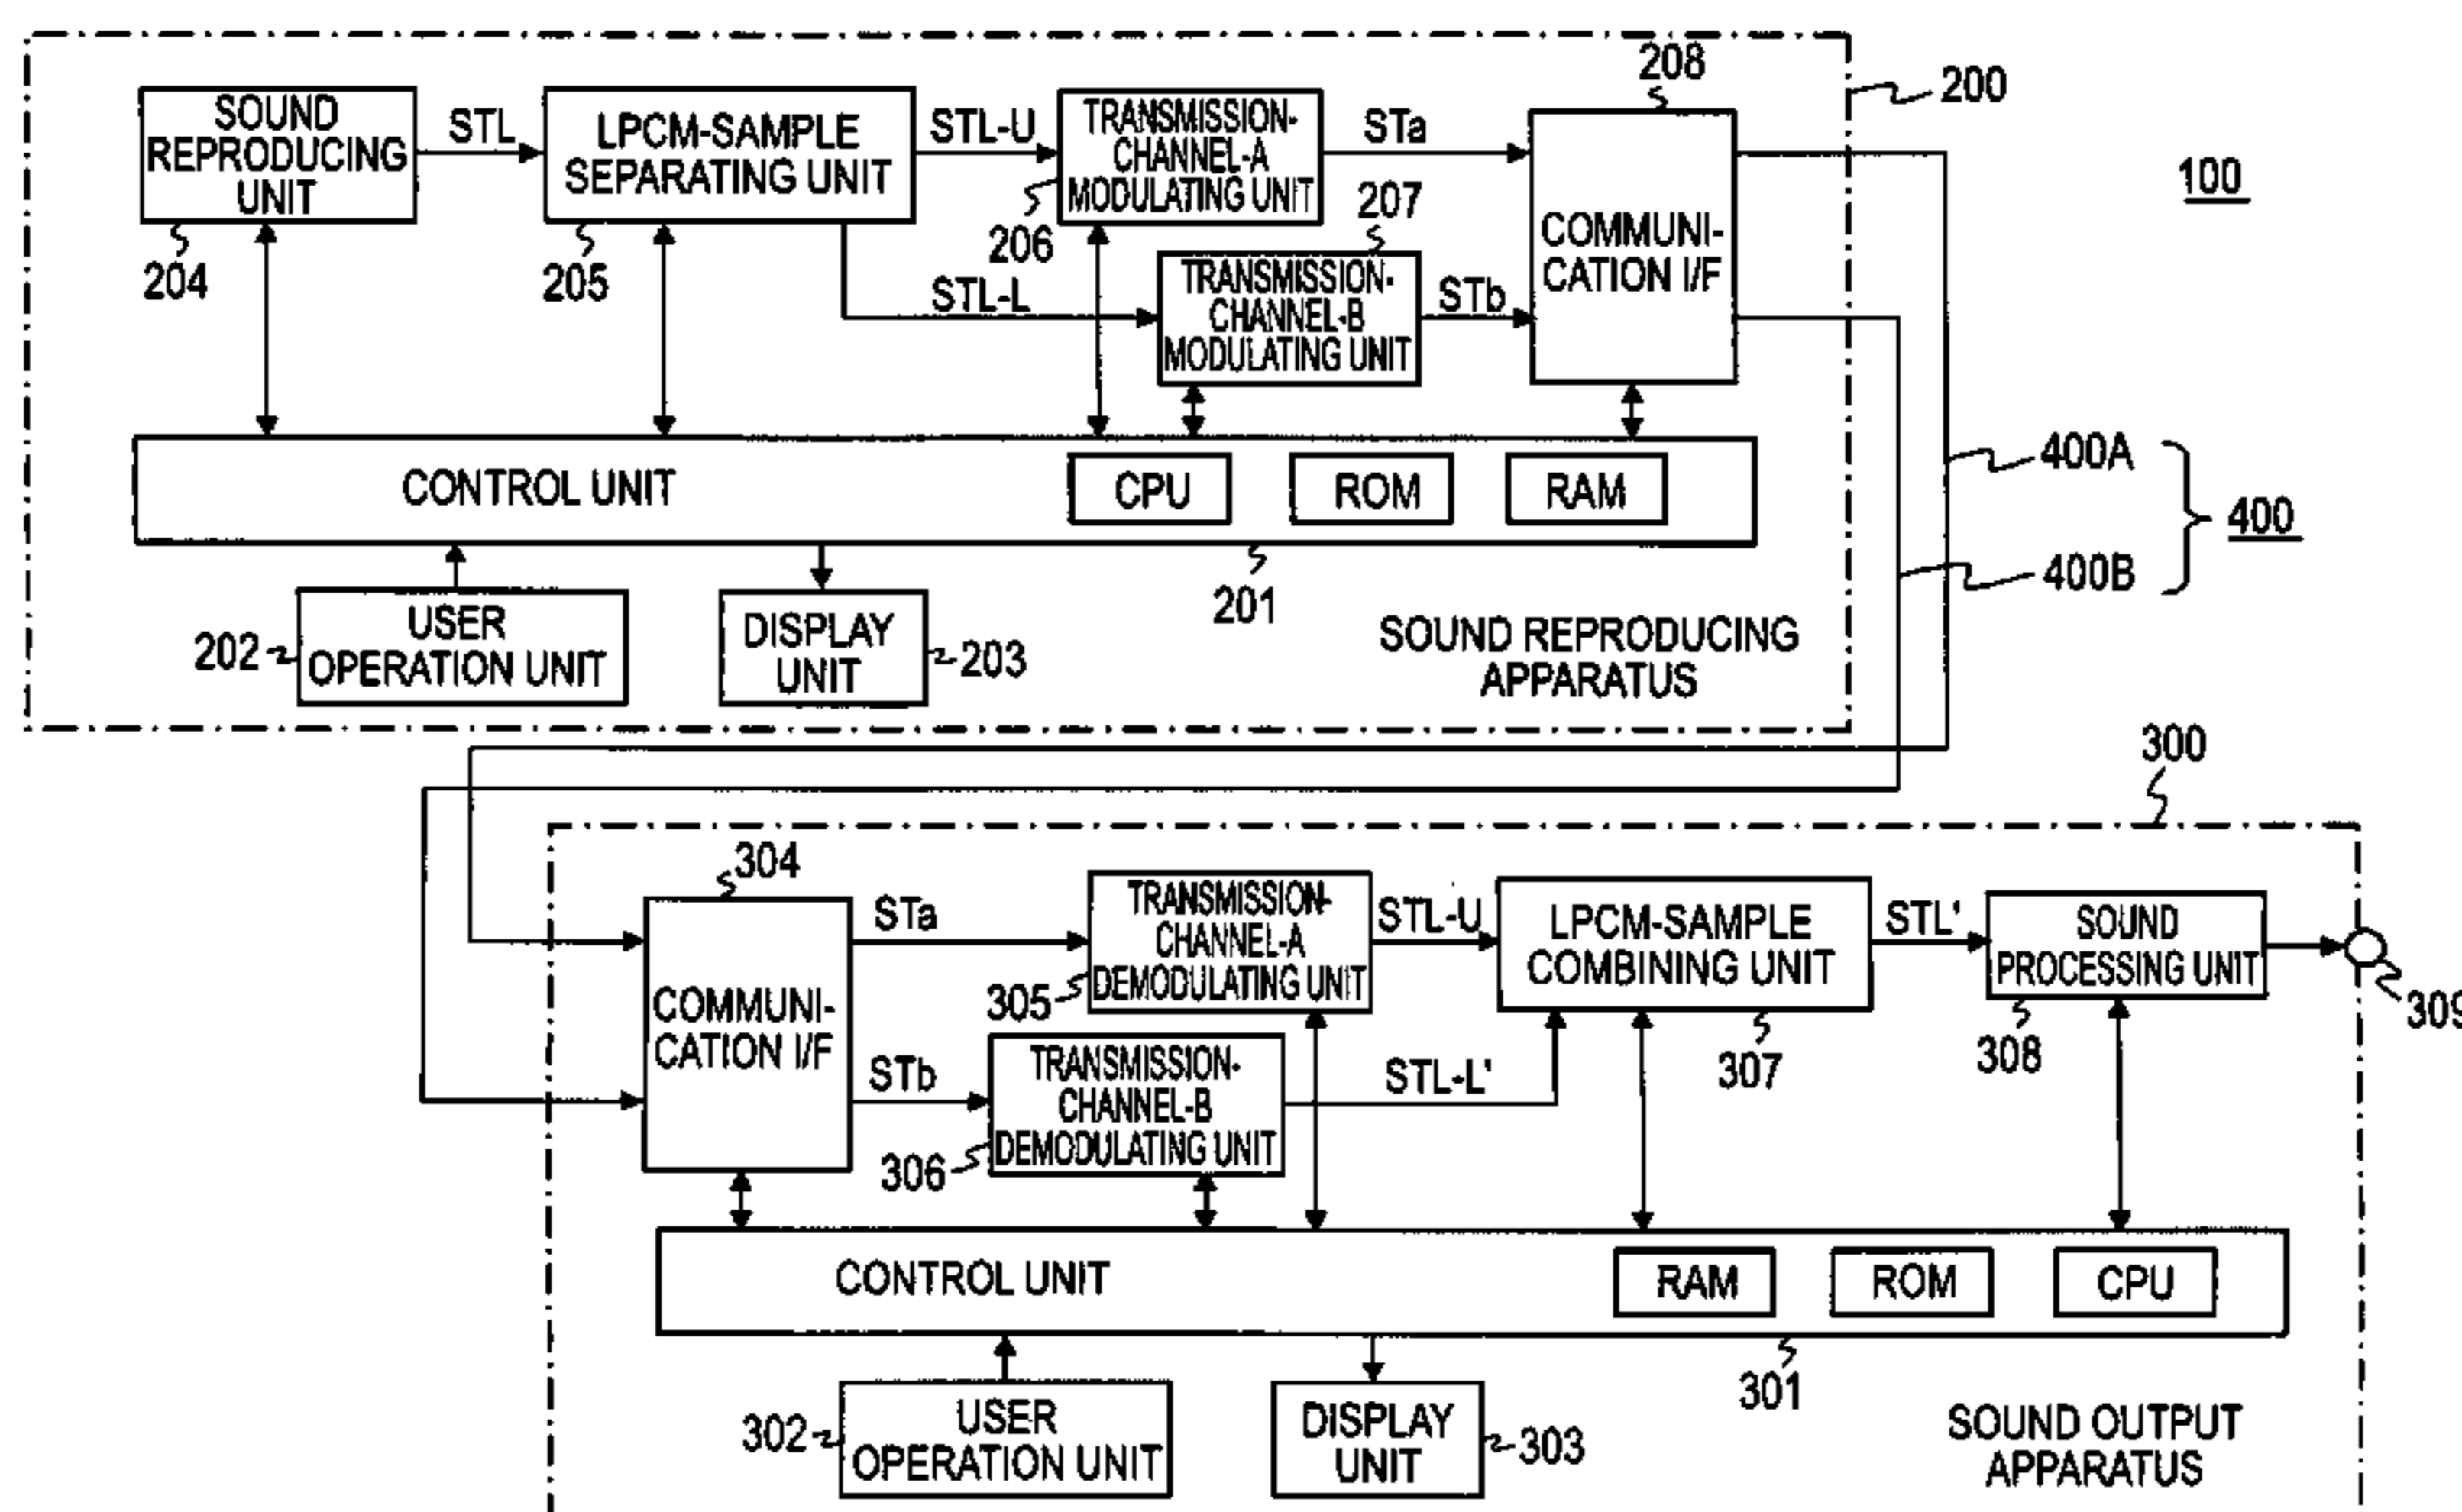 208
200
SOUND
REPRODUCING
UNIT
STL
LPCM-SAMPLE
SEPARATING UNIT
STL-U
TRANSMISSION-
CHANNEL-A
MODULATING UNIT
STa
100
204
205
206
207
COMMUNI-
CATION I/F
STL-L
TRANSMISSION-
CHANNEL-B
MODULATING UNIT
STb
CONTROL UNIT
CPU
ROM
RAM
400A
400
400B
201
202
USER
OPERATION UNIT
DISPLAY
UNIT
203
SOUND REPRODUCING
APPARATUS
300
304
STa
TRANSMISSION-
CHANNEL-A
DEMODULATING UNIT
STL-U
LPCM-SAMPLE
COMBINING UNIT
STL'
SOUND
PROCESSING UNIT
305
309
COMMUNI-
CATION I/F
STb
TRANSMISSION-
CHANNEL-B
DEMODULATING UNIT
STL-L'
307
308
306
CONTROL UNIT
RAM
ROM
CPU
301
302
USER
OPERATION UNIT
DISPLAY
UNIT
303
SOUND OUTPUT
APPARATUS